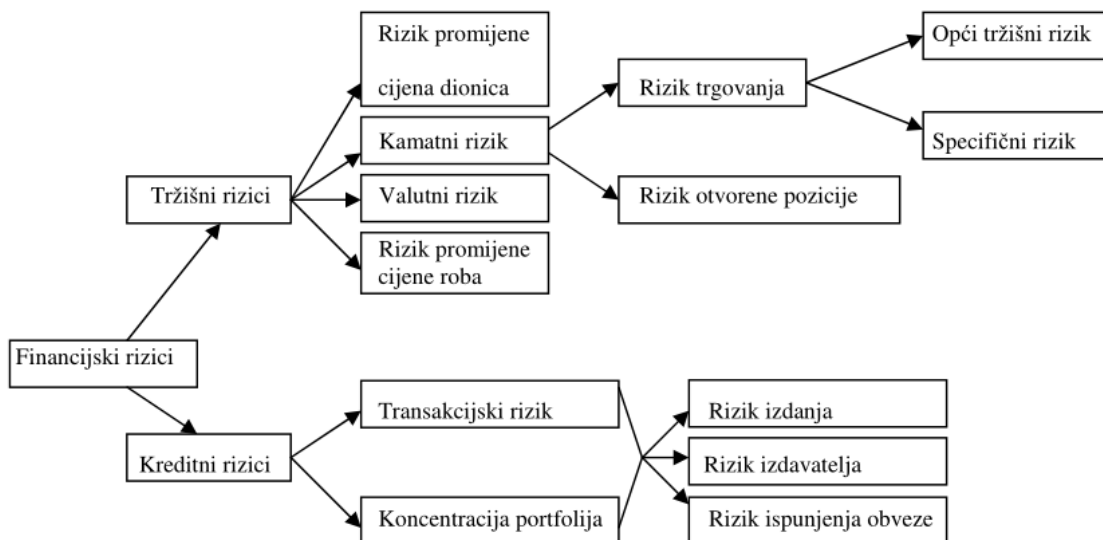 Rizik promijene
cijena dionica
Opći tržišni rizik
Rizik trgovanja
Kamatni rizik
Specifični rizik
Tržišni rizici
Valutni rizik
Rizik otvorene pozicije
Rizik promijene
cijene roba
Financijski rizici
Transakcijski rizik
Rizik izdanja
Kreditni rizici
Rizik izdavatelja
Koncentracija portfolija
Rizik ispunjenja obveze